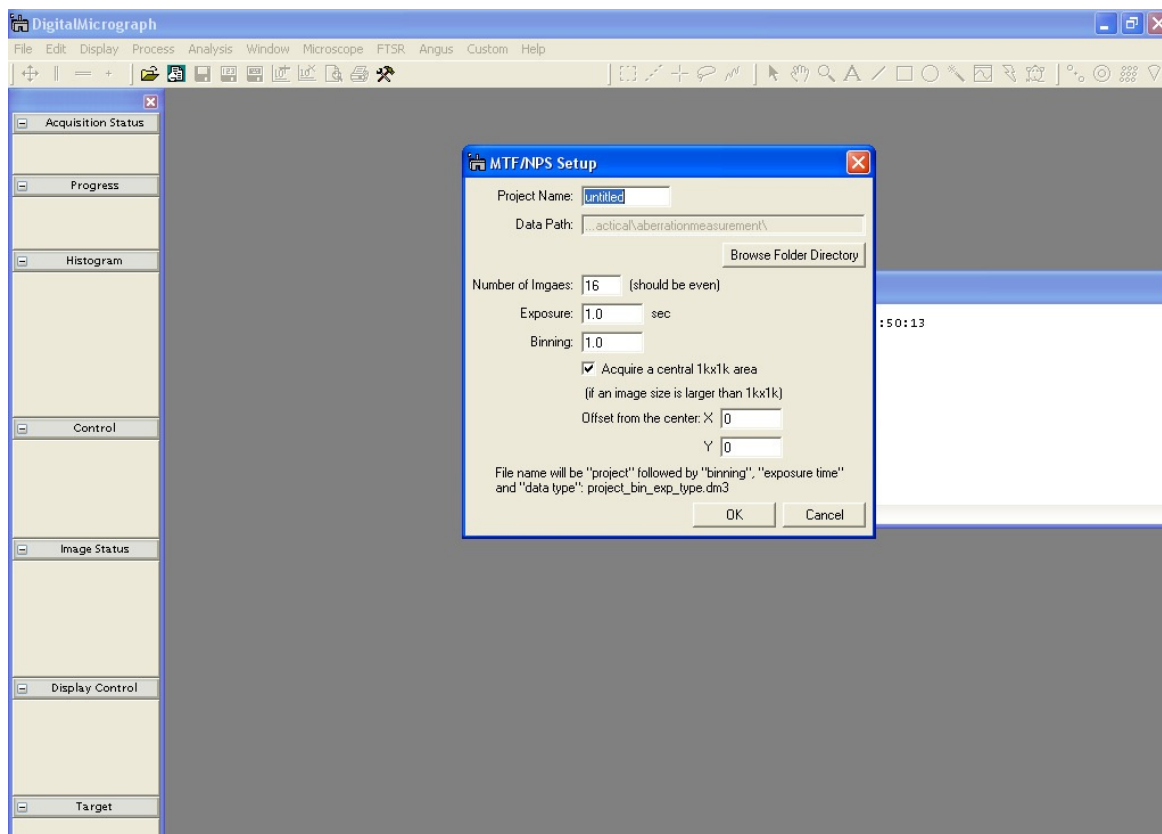 DigitalMicrograph
File Edit Display Process Analysis Window Microscope FTSR Angus Custom Help
Acquisition Status
Progress
Histogram
Control
Image Status
Display Control
Target
MTF/NPS Setup
Project Name: untitled
Data Path: ...actical\aberrationmeasurement\
Browse Folder Directory
Number of Imgaes: 16 (should be even)
Exposure: 1.0 sec
Binning: 1.0
Acquire a central 1kx1k area
(if an image size is larger than 1kx1k)
Offset from the center: X 0
Y 0
File name will be "project" followed by "binning", "exposure time"
and "data type": project_bin_exp_type.dm3
OK Cancel
:50:13